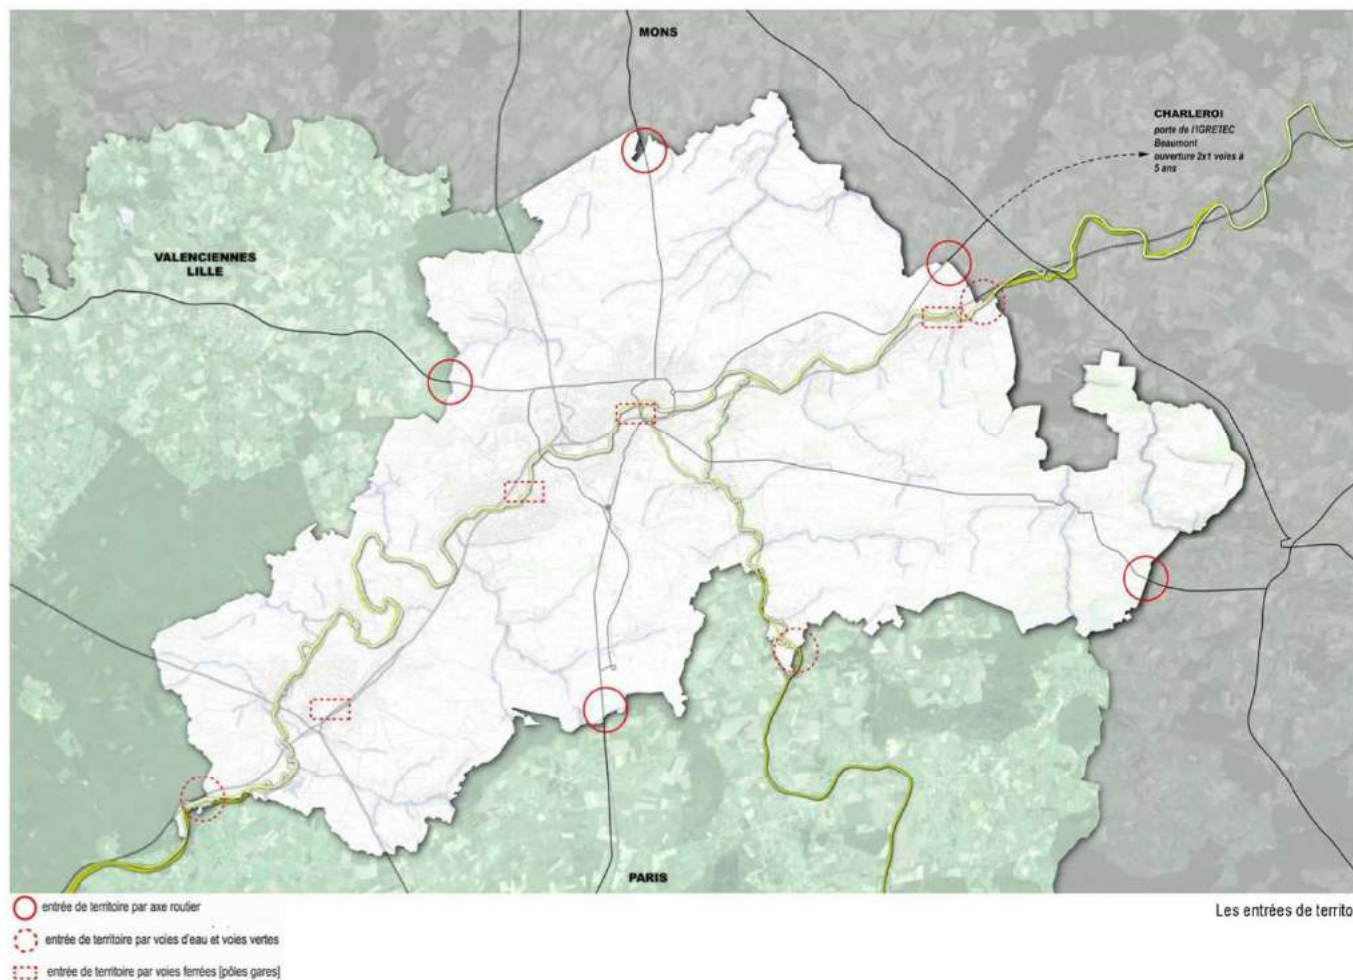 MONS
CHARLEROI
porte de l'IGRETEC
Beaumont
ouverture 2x1 voies à
5 ans
VALENCIENNES
LILLE
PARIS
entrée de territoire par axe routier
Les entrées de territo
entrée de territoire par voies d'eau et voies vertes
entrée de territoire par voies ferrées [pôles gares]